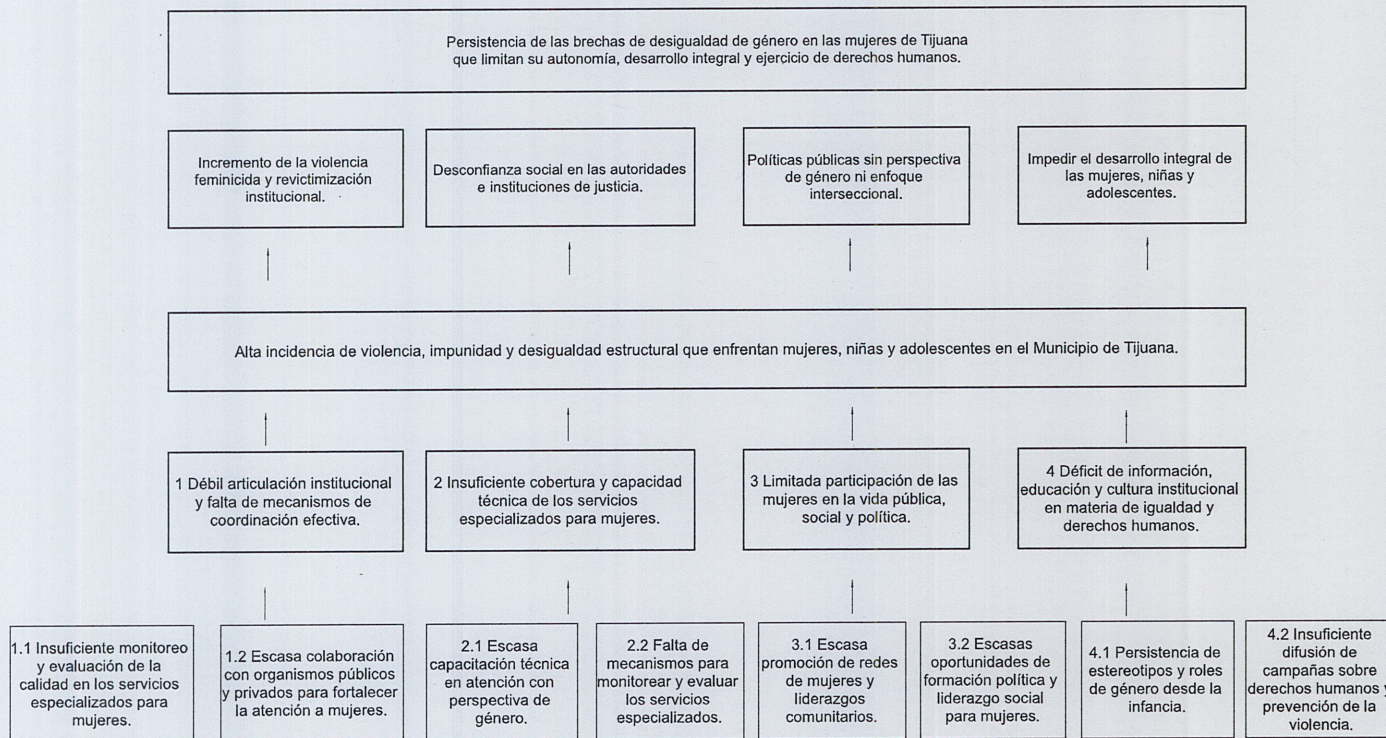 Persistencia de las brechas de desigualdad de género en las mujeres de Tijuana
que limitan su autonomía, desarrollo integral y ejercicio de derechos humanos.
Incremento de la violencia
feminicida y revictimización
institucional.
Desconfianza social en las autoridades
e instituciones de justicia.
Políticas públicas sin perspectiva
de género ni enfoque
interseccional.
Impedir el desarrollo integral de
las mujeres, niñas y
adolescentes.
Alta incidencia de violencia, impunidad y desigualdad estructural que enfrentan mujeres, niñas y adolescentes en el Municipio de Tijuana.
1 Débil articulación institucional
y falta de mecanismos de
coordinación efectiva.
2 Insuficiente cobertura y capacidad
técnica de los servicios
especializados para mujeres.
3 Limitada participación de las
mujeres en la vida pública,
social y política.
4 Déficit de información,
educación y cultura institucional
en materia de igualdad y
derechos humanos.
1.1 Insuficiente monitoreo
y evaluación de la
calidad en los servicios
especializados para
mujeres.
1.2 Escasa colaboración
con organismos públicos
y privados para fortalecer
la atención a mujeres.
2.1 Escasa
capacitación técnica
en atención con
perspectiva de
género.
2.2 Falta de
mecanismos para
monitorear y evaluar
los servicios
especializados.
3.1 Escasa
promoción de redes
de mujeres y
liderazgos
comunitarios.
3.2 Escasas
oportunidades de
formación política y
liderazgo social
para mujeres.
4.1 Persistencia de
estereotipos y roles
de género desde la
infancia.
4.2 Insuficiente
difusión de
campañas sobre
derechos humanos y
prevención de la
violencia.